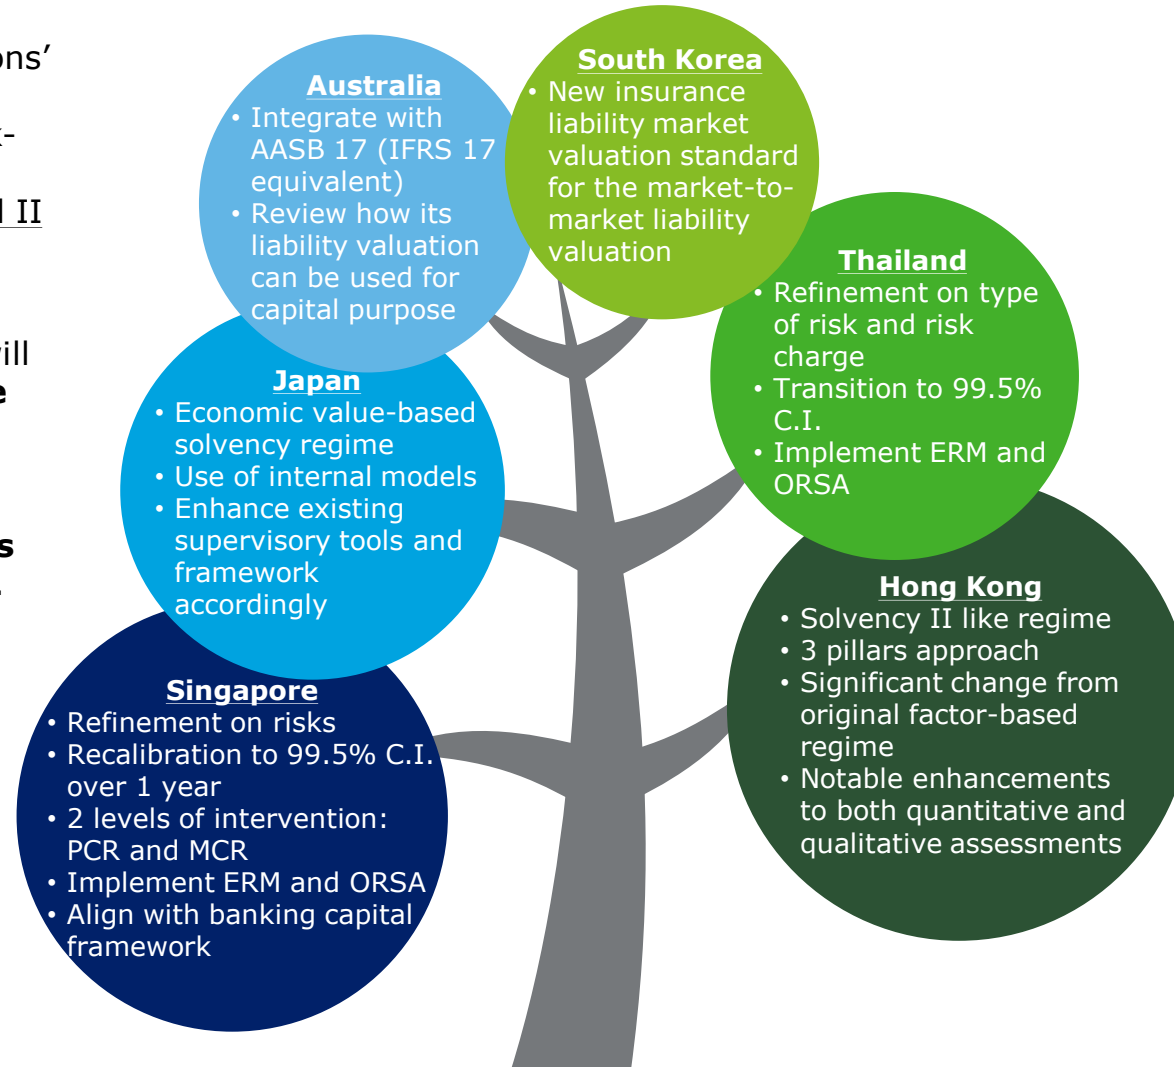 ons’
k-
l II
vill
e
s
Australia
• Integrate with
AASB 17 (IFRS 17
equivalent)
• Review how its
liability valuation
can be used for
capital purpose
South Korea
• New insurance
liability market
valuation standard
for the market-to-
market liability
valuation
Thailand
• Refinement on type
of risk and risk
charge
• Transition to 99.5%
C.I.
• Implement ERM and
ORSA
Japan
• Economic value-based
solvency regime
• Use of internal models
• Enhance existing
supervisory tools and
framework
accordingly
Hong Kong
• Solvency II like regime
• 3 pillars approach
• Significant change from
original factor-based
regime
• Notable enhancements
to both quantitative and
qualitative assessments
Singapore
• Refinement on risks
• Recalibration to 99.5% C.I.
over 1 year
• 2 levels of intervention:
PCR and MCR
• Implement ERM and ORSA
• Align with banking capital
framework